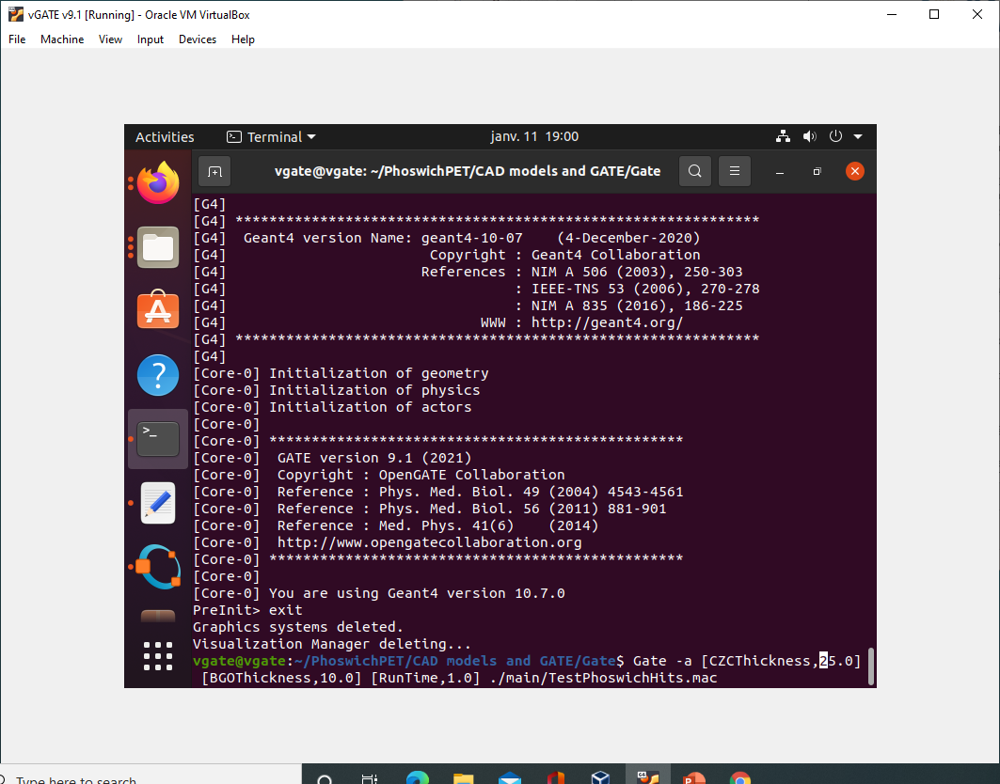 vGATE v9.1 [Running] - Oracle VM VirtualBox
File Machine View Input Devices Help
Activities Terminal janv. 11 19:00
vgate@vgate: ~/PhoswichPET/CAD models and GATE/Gate
[G4]
[G4] **************************************************************
[G4]  Geant4 version Name: geant4-10-07    (4-December-2020)
[G4]                        Copyright : Geant4 Collaboration
[G4]                       References : NIM A 506 (2003), 250-303
[G4]                                  : IEEE-TNS 53 (2006), 270-278
[G4]                                  : NIM A 835 (2016), 186-225
[G4]                              WWW : http://geant4.org/
[G4] **************************************************************
[G4]
[Core-0] Initialization of geometry
[Core-0] Initialization of physics
[Core-0] Initialization of actors
[Core-0]
[Core-0] *************************************************
[Core-0]  GATE version 9.1 (2021)
[Core-0]  Copyright : OpenGATE Collaboration
[Core-0]  Reference : Phys. Med. Biol. 49 (2004) 4543-4561
[Core-0]  Reference : Phys. Med. Biol. 56 (2011) 881-901
[Core-0]  Reference : Med. Phys. 41(6)    (2014)
[Core-0]  http://www.opengatecollaboration.org
[Core-0] *************************************************
[Core-0]
[Core-0] You are using Geant4 version 10.7.0
PreInit> exit
Graphics systems deleted.
Visualization Manager deleting...
vgate@vgate:~/PhoswichPET/CAD models and GATE/Gate$ Gate -a [CZCThickness,25.0]
[BGOThickness,10.0] [RunTime,1.0] ./main/TestPhoswichHits.mac
Type here to search